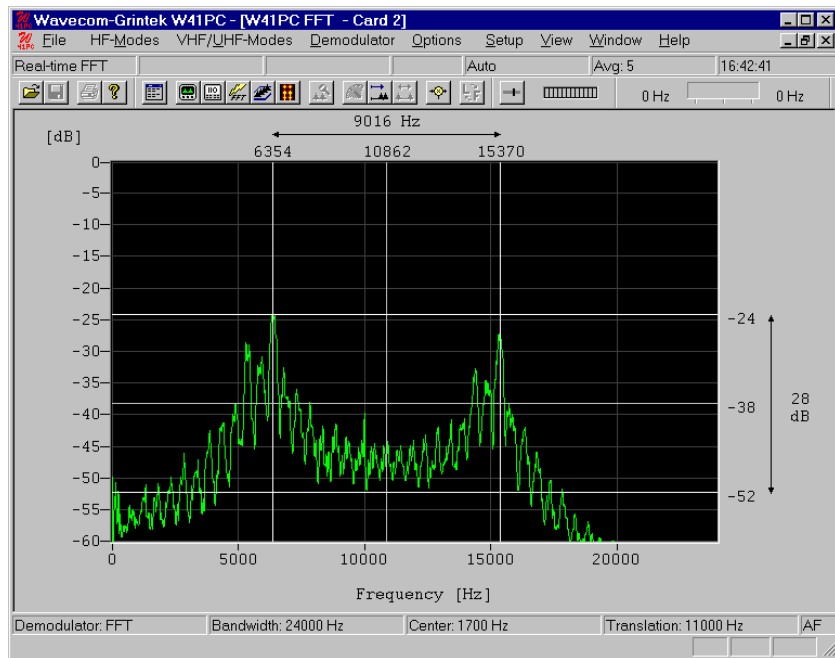 Wavecom-Grintek W41PC - [W41PC FFT - Card 2]
File HF-Modes VHF/UHF-Modes Demodulator Options Setup View Window Help
Real-time FFT Auto Avg: 5 16:42:41
0 Hz 0 Hz
9016 Hz
[dB]
6354 10862 15370
0
-5
-10
-15
-20
-25
-30
-35
-40
-45
-50
-55
-60
-24
-38
-52
28
dB
0 5000 10000 15000 20000
Frequency [Hz]
Demodulator: FFT Bandwidth: 24000 Hz Center: 1700 Hz Translation: 11000 Hz AF